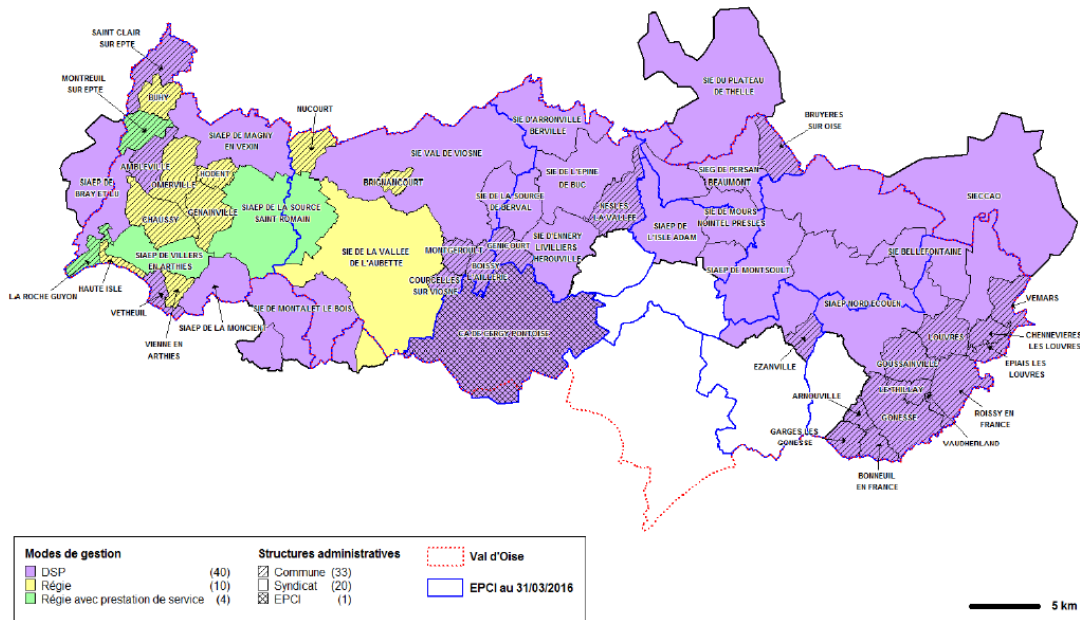 SAINT CLAIR
SUR EPTE
MONTREUIL
SUR EPTE
BUHY
NUCOURT
SIE DU PLATEAU
DE THELLE
BRUYERES
SUR OISE
SIAEP DE MAGNY
EN VEXIN
SIE D'ARRONVILLE
BERVILLE
SIE VAL DE VIOSNE
AMBLEVILLE
OMERVILLE
HODENT
SIAEP DE
BRAY ET LU
BRIGNANCOURT
SIE DE L'EPINE
DE BUC
SIEG DE PERSAN
BEAUMONT
SIECCAO
CHAUSSY
GENAINVILLE
SIAEP DE LA SOURCE
SAINT ROMAIN
SIE DE LA SOURCE
DE BERVAL
NESLES
LA VALLEE
SIAEP DE
L'ISLE ADAM
SIE DE MOURS
NOINTEL PRESLES
SIAEP DE VILLERS
EN ARTHIES
SIE DE LA VALLEE
DE L'AUBETTE
MONTGEROULT
GENICOURT
SIE D'ENNERY
LIVILLIERS
HEROUVILLE
BOISSY
L'AILLERIE
COURCELLES
SUR VIOSNE
SIE BELLEFONTAINE
SIAEP DE MONTSOULT
LA ROCHE GUYON
HAUTE ISLE
VETHEUIL
VIENNE EN
ARTHIES
SIAEP DE LA MONCIENT
SIE DE MONTALET LE BOIS
CA DE CERGY PONTOISE
SIAEP NORD ECOUEN
VEMARS
LOUVRES
CHENNEVIERES
LES LOUVRES
EZANVILLE
GOUSSAINVILLE
EPIAIS LES
LOUVRES
ARNOUVILLE
LE THILLAY
GONESSE
ROISSY EN
FRANCE
GARGES LES
GONESSE
VAUDHERLAND
BONNEUIL
EN FRANCE
Modes de gestion
DSP (40)
Régie (10)
Régie avec prestation de service (4)
Structures administratives
Commune (33)
Syndicat (20)
EPCI (1)
Val d'Oise
EPCI au 31/03/2016
5 km